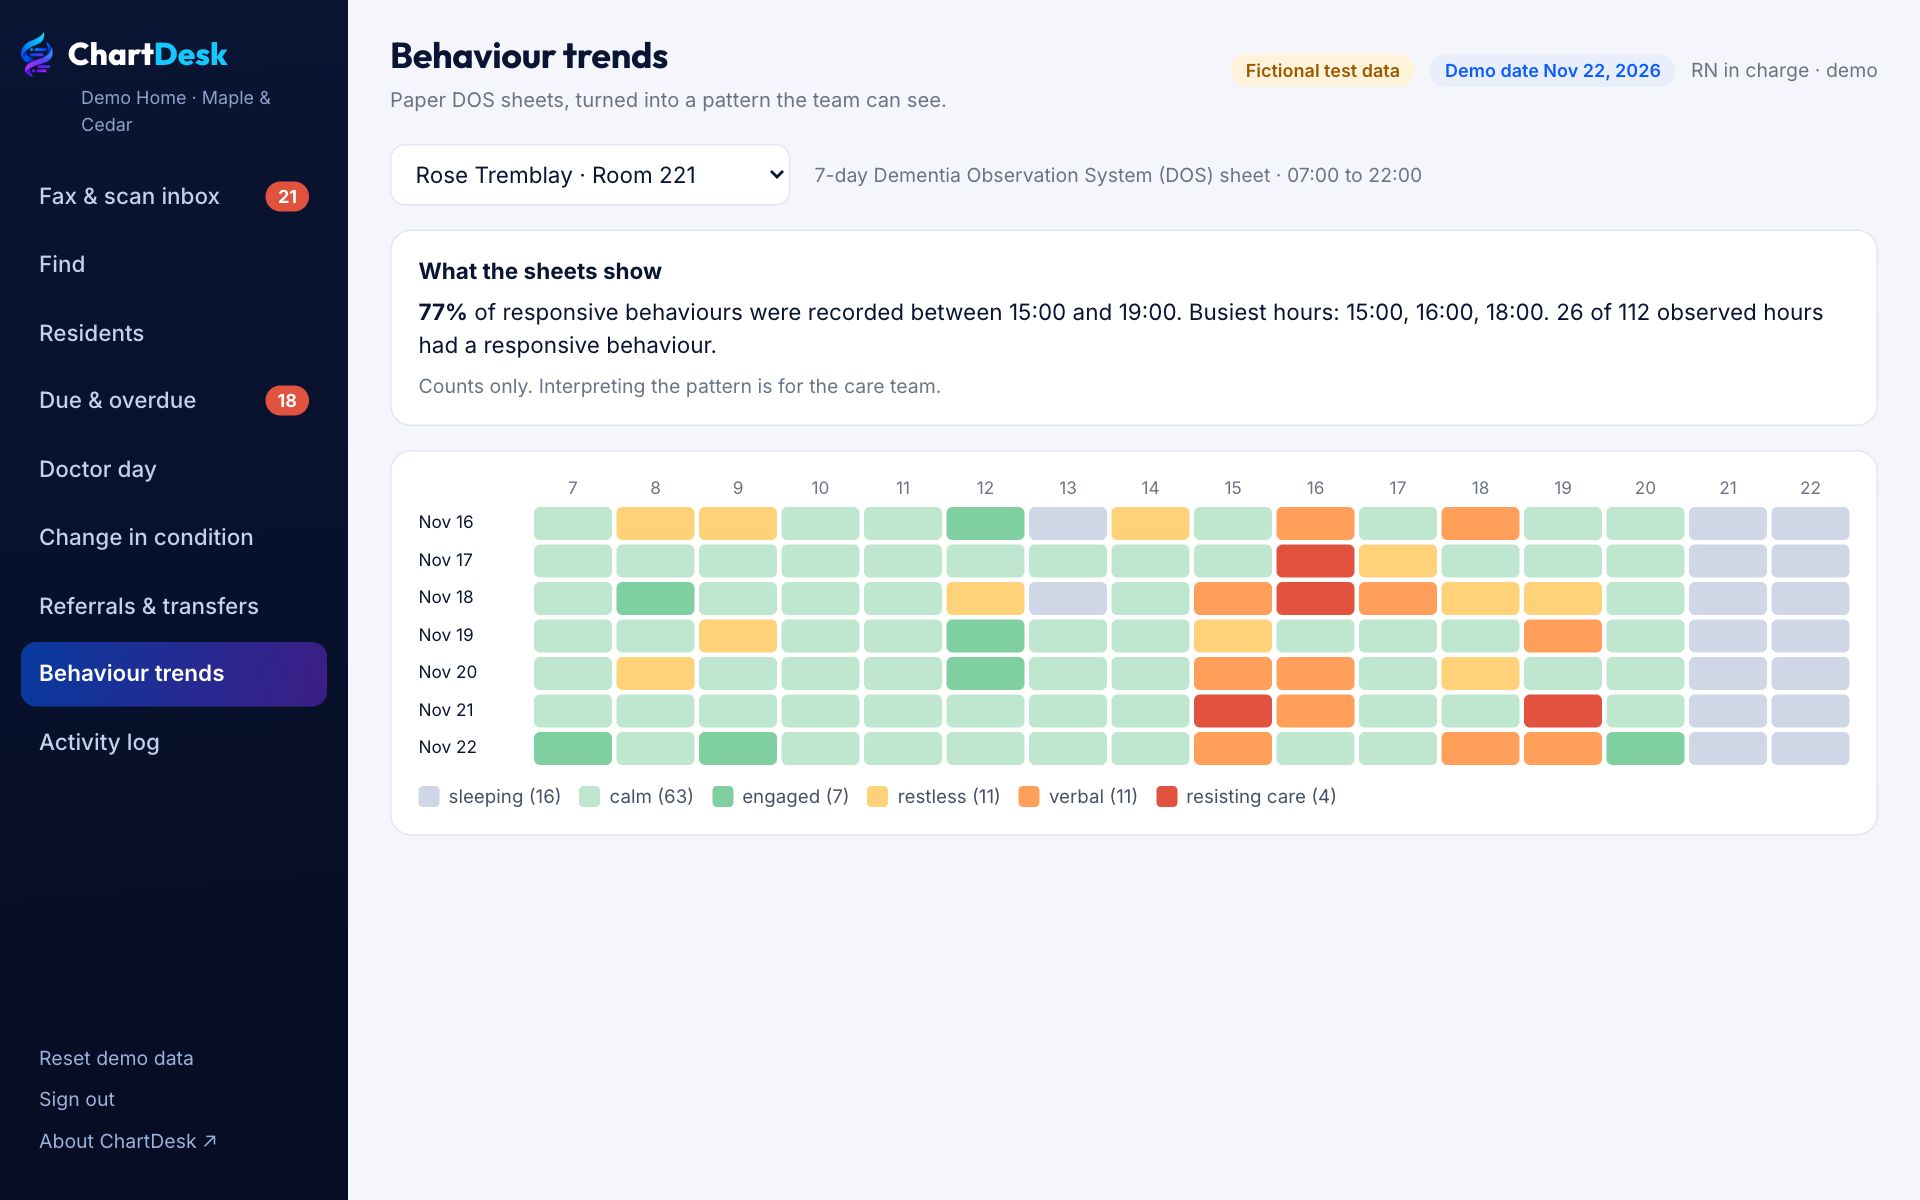 ChartDesk
Demo Home · Maple &
Cedar
Fax & scan inbox 21
Find
Residents
Due & overdue 18
Doctor day
Change in condition
Referrals & transfers
Behaviour trends
Activity log
Reset demo data
Sign out
About ChartDesk ↗
Behaviour trends
Paper DOS sheets, turned into a pattern the team can see.
Fictional test data Demo date Nov 22, 2026 RN in charge · demo
Rose Tremblay · Room 221 7-day Dementia Observation System (DOS) sheet · 07:00 to 22:00
What the sheets show
77% of responsive behaviours were recorded between 15:00 and 19:00. Busiest hours: 15:00, 16:00, 18:00. 26 of 112 observed hours
had a responsive behaviour.
Counts only. Interpreting the pattern is for the care team.
7 8 9 10 11 12 13 14 15 16 17 18 19 20 21 22
Nov 16
Nov 17
Nov 18
Nov 19
Nov 20
Nov 21
Nov 22
sleeping (16) calm (63) engaged (7) restless (11) verbal (11) resisting care (4)